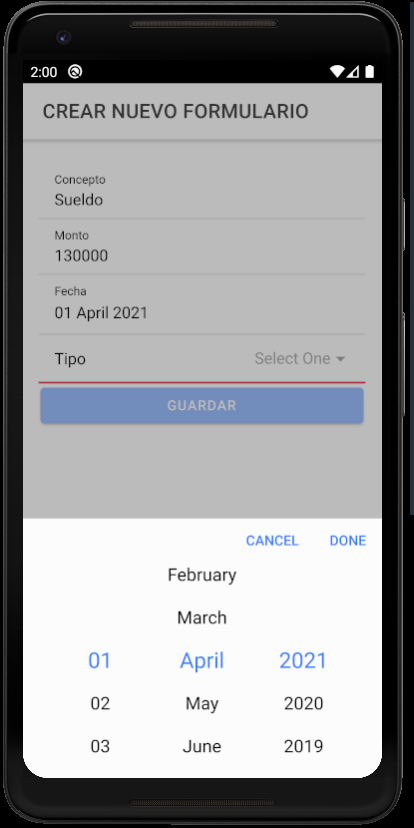 2:00
CREAR NUEVO FORMULARIO
Concepto
Sueldo
Monto
130000
Fecha
01 April 2021
Tipo Select One
GUARDAR
CANCEL DONE
February
March
01 April 2021
02 May 2020
03 June 2019